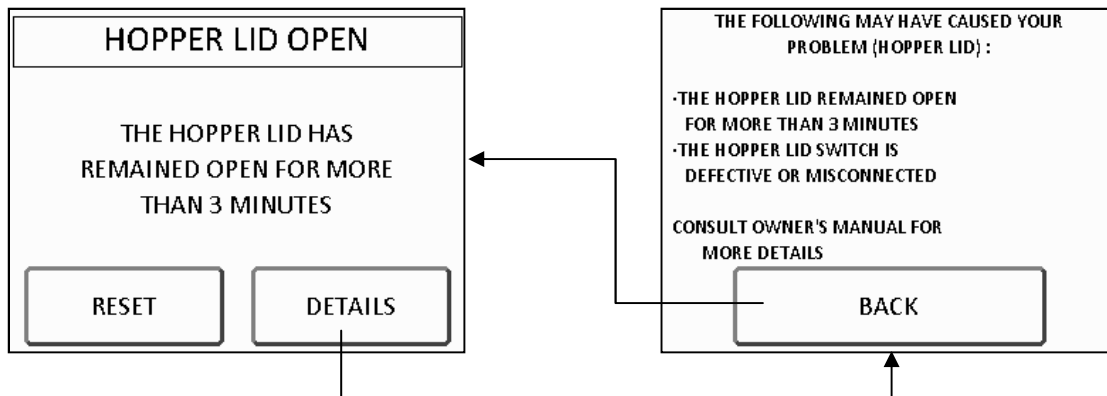 HOPPER LID OPEN
THE HOPPER LID HAS
REMAINED OPEN FOR MORE
THAN 3 MINUTES
RESET
DETAILS
THE FOLLOWING MAY HAVE CAUSED YOUR
PROBLEM (HOPPER LID) :
·THE HOPPER LID REMAINED OPEN
FOR MORE THAN 3 MINUTES
·THE HOPPER LID SWITCH IS
DEFECTIVE OR MISCONNECTED
CONSULT OWNER'S MANUAL FOR
MORE DETAILS
BACK